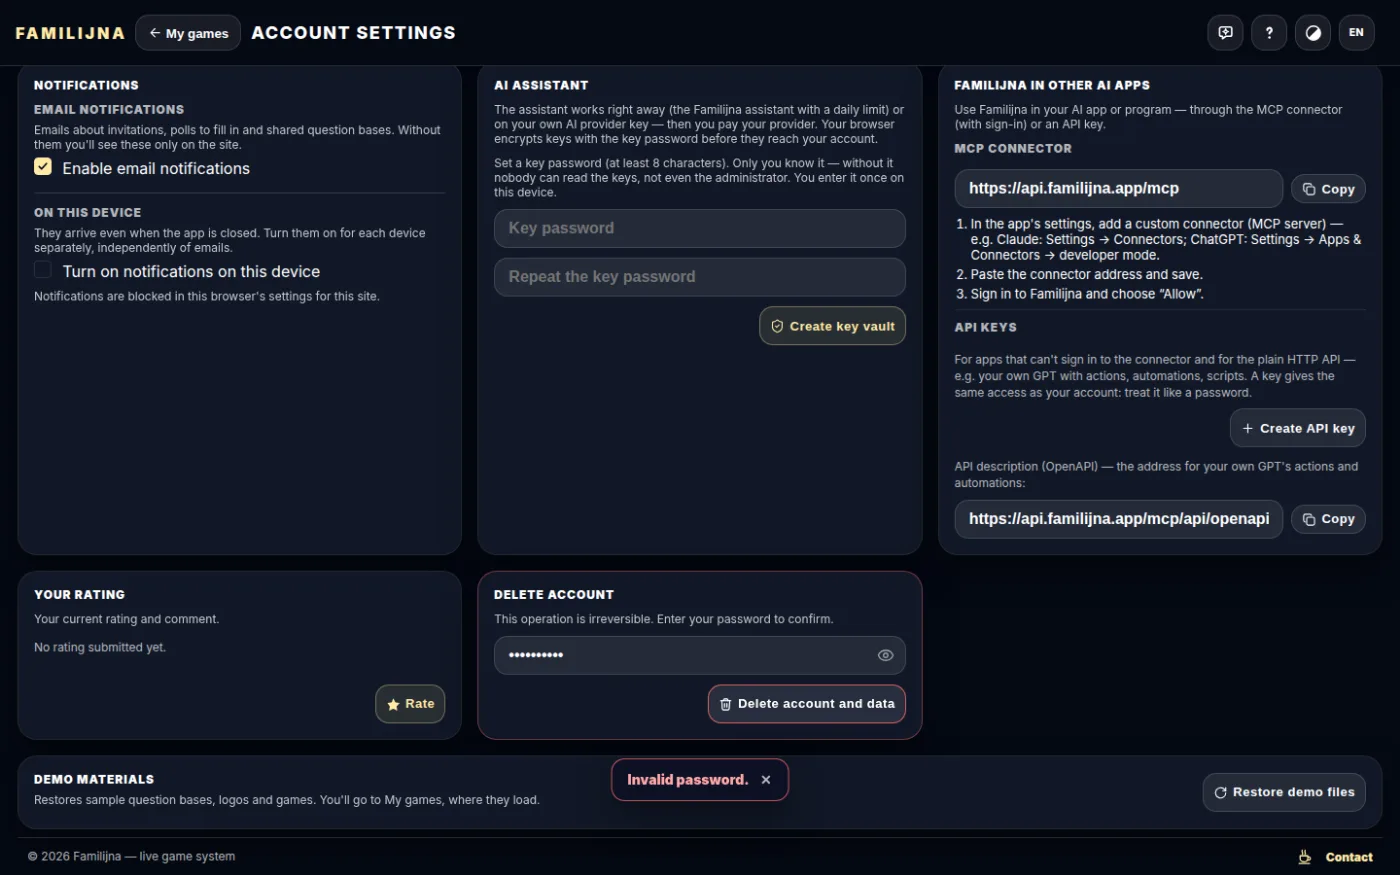 FAMILIJNA
My games
ACCOUNT SETTINGS
?
EN
NOTIFICATIONS
EMAIL NOTIFICATIONS
Emails about invitations, polls to fill in and shared question bases. Without
them you'll see these only on the site.
Enable email notifications
ON THIS DEVICE
They arrive even when the app is closed. Turn them on for each device
separately, independently of emails.
Turn on notifications on this device
Notifications are blocked in this browser's settings for this site.
AI ASSISTANT
The assistant works right away (the Familijna assistant with a daily limit) or
on your own AI provider key — then you pay your provider. Your browser
encrypts keys with the key password before they reach your account.
Set a key password (at least 8 characters). Only you know it — without it
nobody can read the keys, not even the administrator. You enter it once on
this device.
Key password
Repeat the key password
Create key vault
FAMILIJNA IN OTHER AI APPS
Use Familijna in your AI app or program — through the MCP connector
(with sign-in) or an API key.
MCP CONNECTOR
https://api.familijna.app/mcp
Copy
1. In the app's settings, add a custom connector (MCP server) —
e.g. Claude: Settings → Connectors; ChatGPT: Settings → Apps &
Connectors → developer mode.
2. Paste the connector address and save.
3. Sign in to Familijna and choose “Allow”.
API KEYS
For apps that can't sign in to the connector and for the plain HTTP API —
e.g. your own GPT with actions, automations, scripts. A key gives the
same access as your account: treat it like a password.
Create API key
API description (OpenAPI) — the address for your own GPT's actions and
automations:
https://api.familijna.app/mcp/api/openapi
Copy
YOUR RATING
Your current rating and comment.
No rating submitted yet.
Rate
DELETE ACCOUNT
This operation is irreversible. Enter your password to confirm.
••••••••••
Delete account and data
DEMO MATERIALS
Restores sample question bases, logos and games. You'll go to My games, where they load.
Invalid password.
Restore demo files
© 2026 Familijna — live game system
Contact